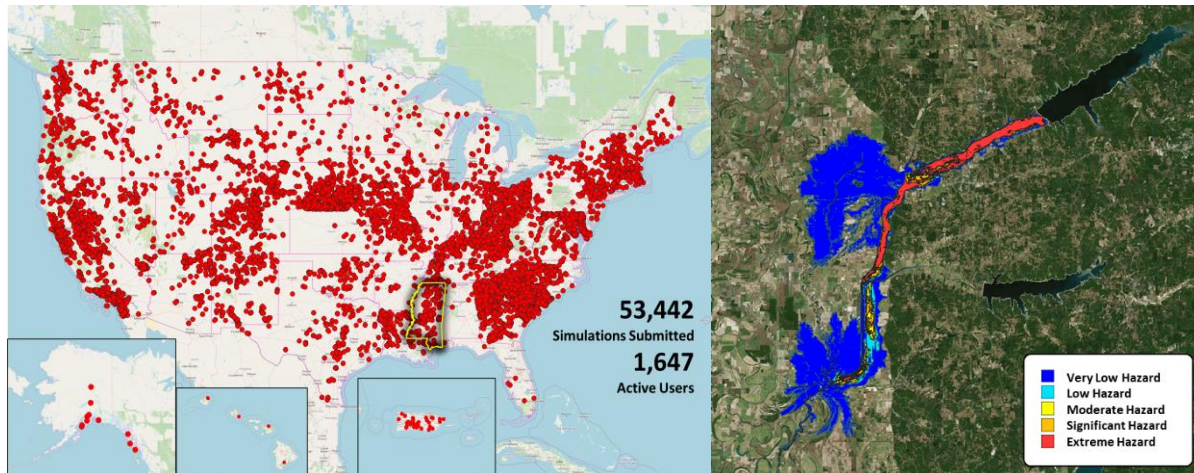 53,442
Simulations Submitted
1,647
Active Users
Very Low Hazard
Low Hazard
Moderate Hazard
Significant Hazard
Extreme Hazard